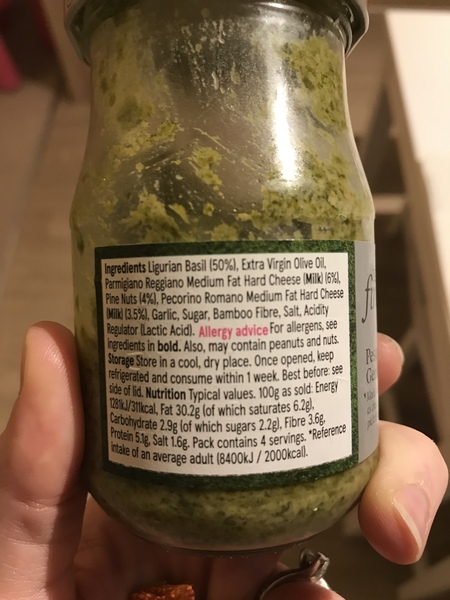 Ingredients Ligurian Basil (50%), Extra Virgin Olive Oil,
Parmigiano Reggiano Medium Fat Hard Cheese (Milk) (6%),
Pine Nuts (4%), Pecorino Romano Medium Fat Hard Cheese
(Milk) (3.5%), Garlic, Sugar, Bamboo Fibre, Salt, Acidity
Regulator (Lactic Acid). Allergy advice For allergens, see
ingredients in bold. Also, may contain peanuts and nuts.
Storage Store in a cool, dry place. Once opened, keep
refrigerated and consume within 1 week. Best before: see
side of lid. Nutrition Typical values. 100g as sold: Energy
1281kJ/311kcal, Fat 30.2g (of which saturates 6.2g),
Carbohydrate 2.9g (of which sugars 2.2g), Fibre 3.6g,
Protein 5.1g, Salt 1.6g. Pack contains 4 servings. *Reference
intake of an average adult (8400kJ / 2000kcal).